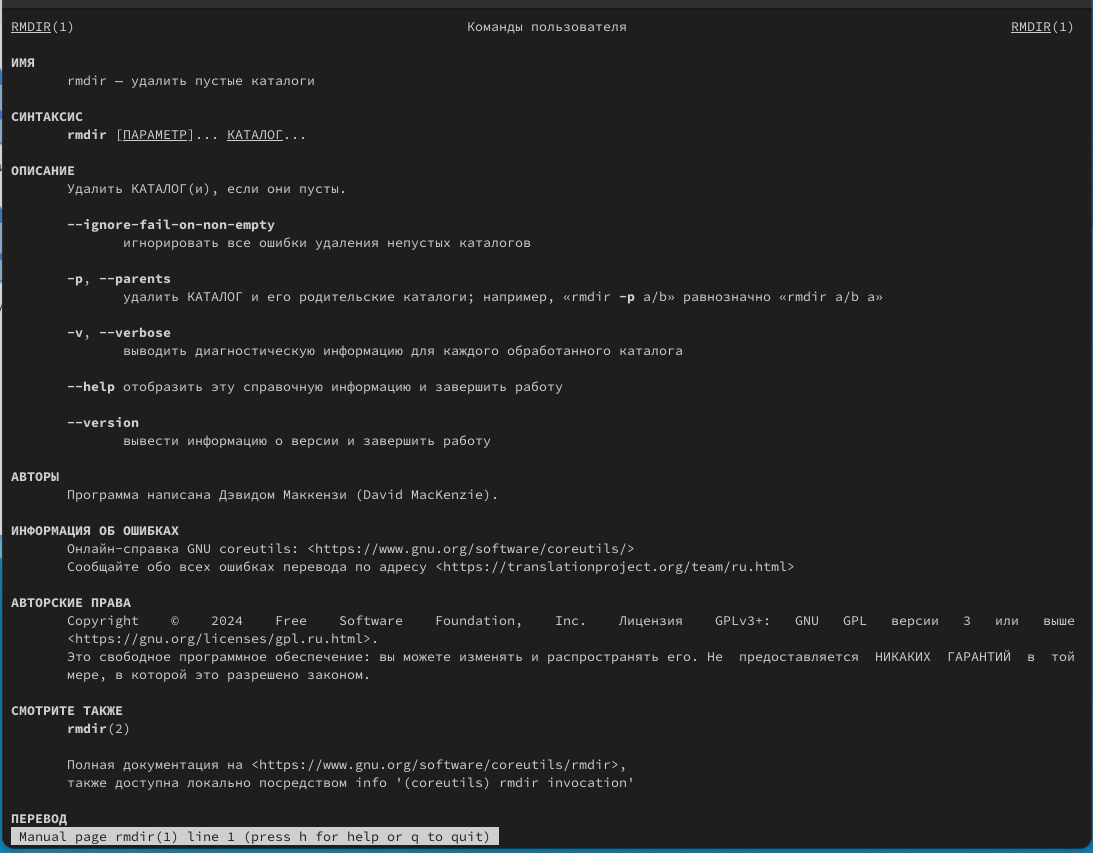 RMDIR(1) Команды пользователя RMDIR(1)
ИМЯ
rmdir — удалить пустые каталоги
СИНТАКСИС
rmdir [ПАРАМЕТР]... КАТАЛОГ...
ОПИСАНИЕ
Удалить КАТАЛОГ(и), если они пусты.
--ignore-fail-on-non-empty
игнорировать все ошибки удаления непустых каталогов
-p, --parents
удалить КАТАЛОГ и его родительские каталоги; например, «rmdir -p a/b» равнозначно «rmdir a/b a»
-v, --verbose
выводить диагностическую информацию для каждого обработанного каталога
--help отобразить эту справочную информацию и завершить работу
--version
вывести информацию о версии и завершить работу
АВТОРЫ
Программа написана Дэвидом Маккензи (David MacKenzie).
ИНФОРМАЦИЯ ОБ ОШИБКАХ
Онлайн-справка GNU coreutils: <https://www.gnu.org/software/coreutils/>
Сообщайте обо всех ошибках перевода по адресу <https://translationproject.org/team/ru.html>
АВТОРСКИЕ ПРАВА
Copyright © 2024 Free Software Foundation, Inc. Лицензия GPLv3+: GNU GPL версии 3 или выше
<https://gnu.org/licenses/gpl.ru.html>.
Это свободное программное обеспечение: вы можете изменять и распространять его. Не предоставляется НИКАКИХ ГАРАНТИЙ в той
мере, в которой это разрешено законом.
СМОТРИТЕ ТАКЖЕ
rmdir(2)
Полная документация на <https://www.gnu.org/software/coreutils/rmdir>,
также доступна локально посредством info '(coreutils) rmdir invocation'
ПЕРЕВОД
Manual page rmdir(1) line 1 (press h for help or q to quit)